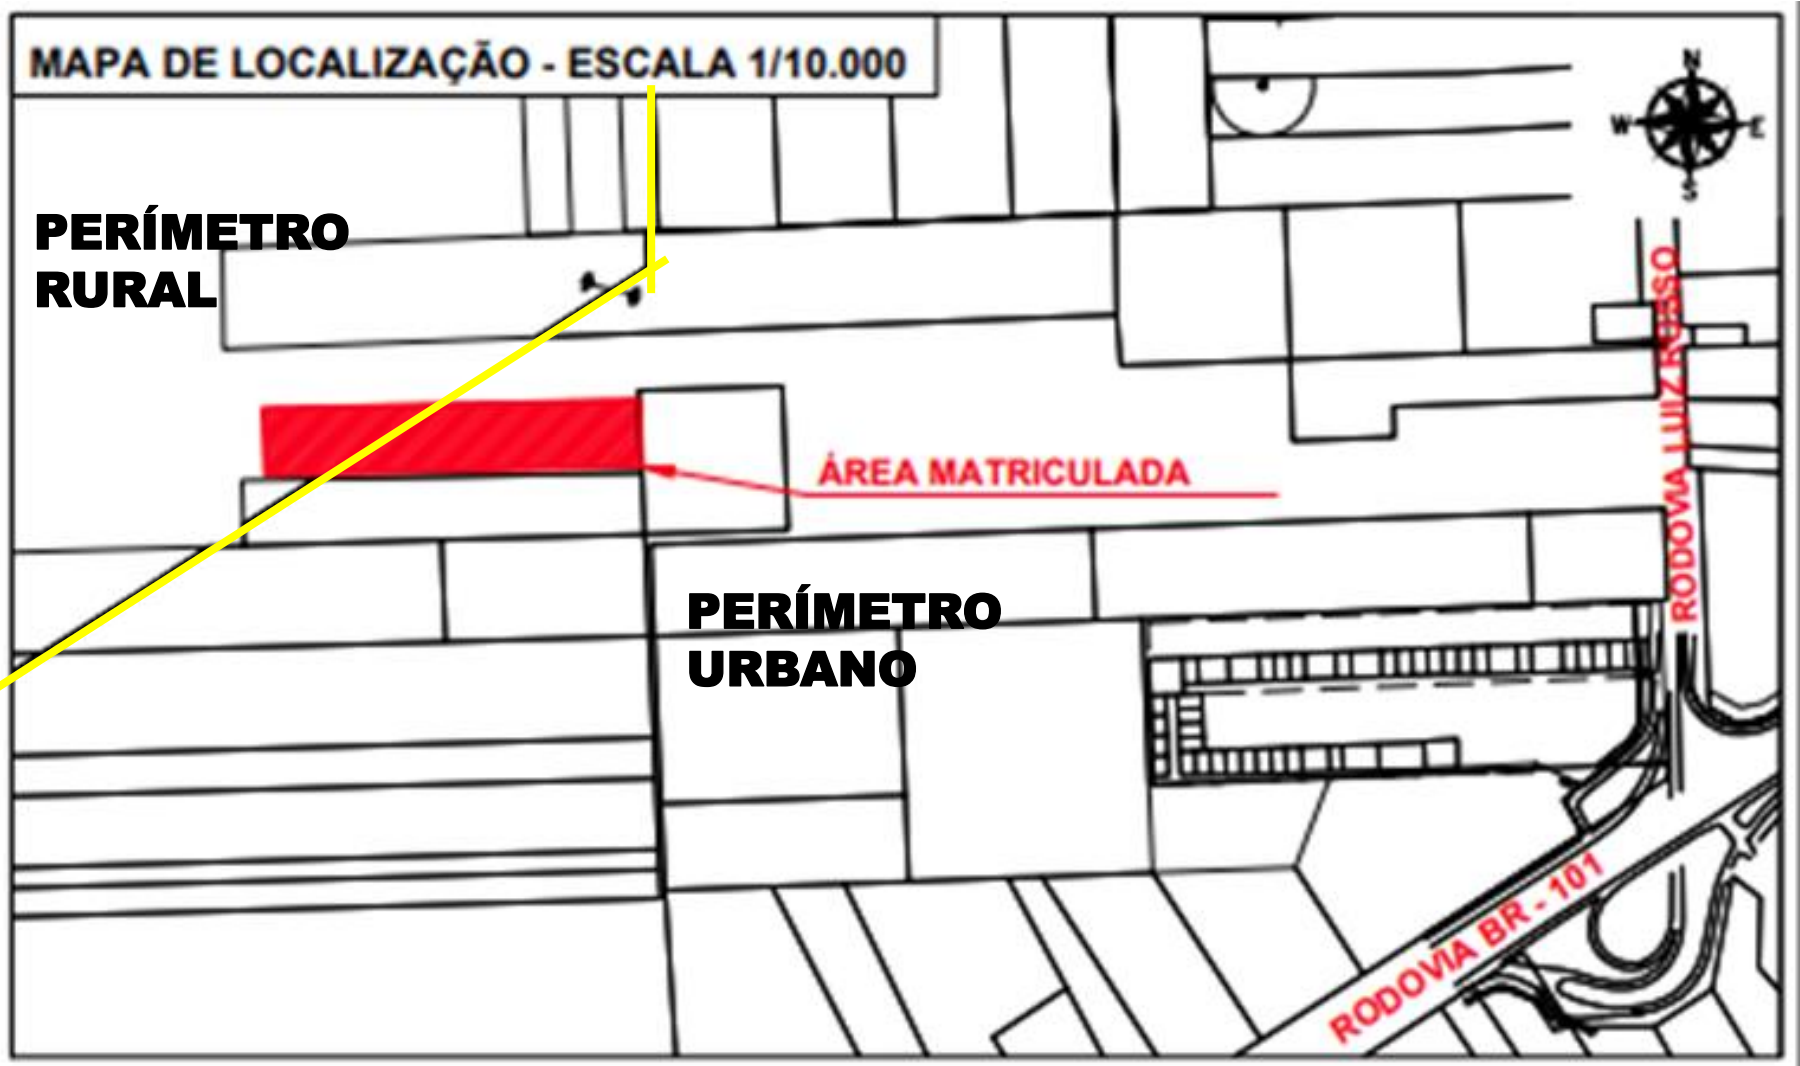 MAPA DE LOCALIZAÇÃO - ESCALA 1/10.000
N
W
E
S
PERÍMETRO
RURAL
RODOVIA LUIZ ROSSO
ÁREA MATRICULADA
PERÍMETRO
URBANO
RODOVIA BR - 101